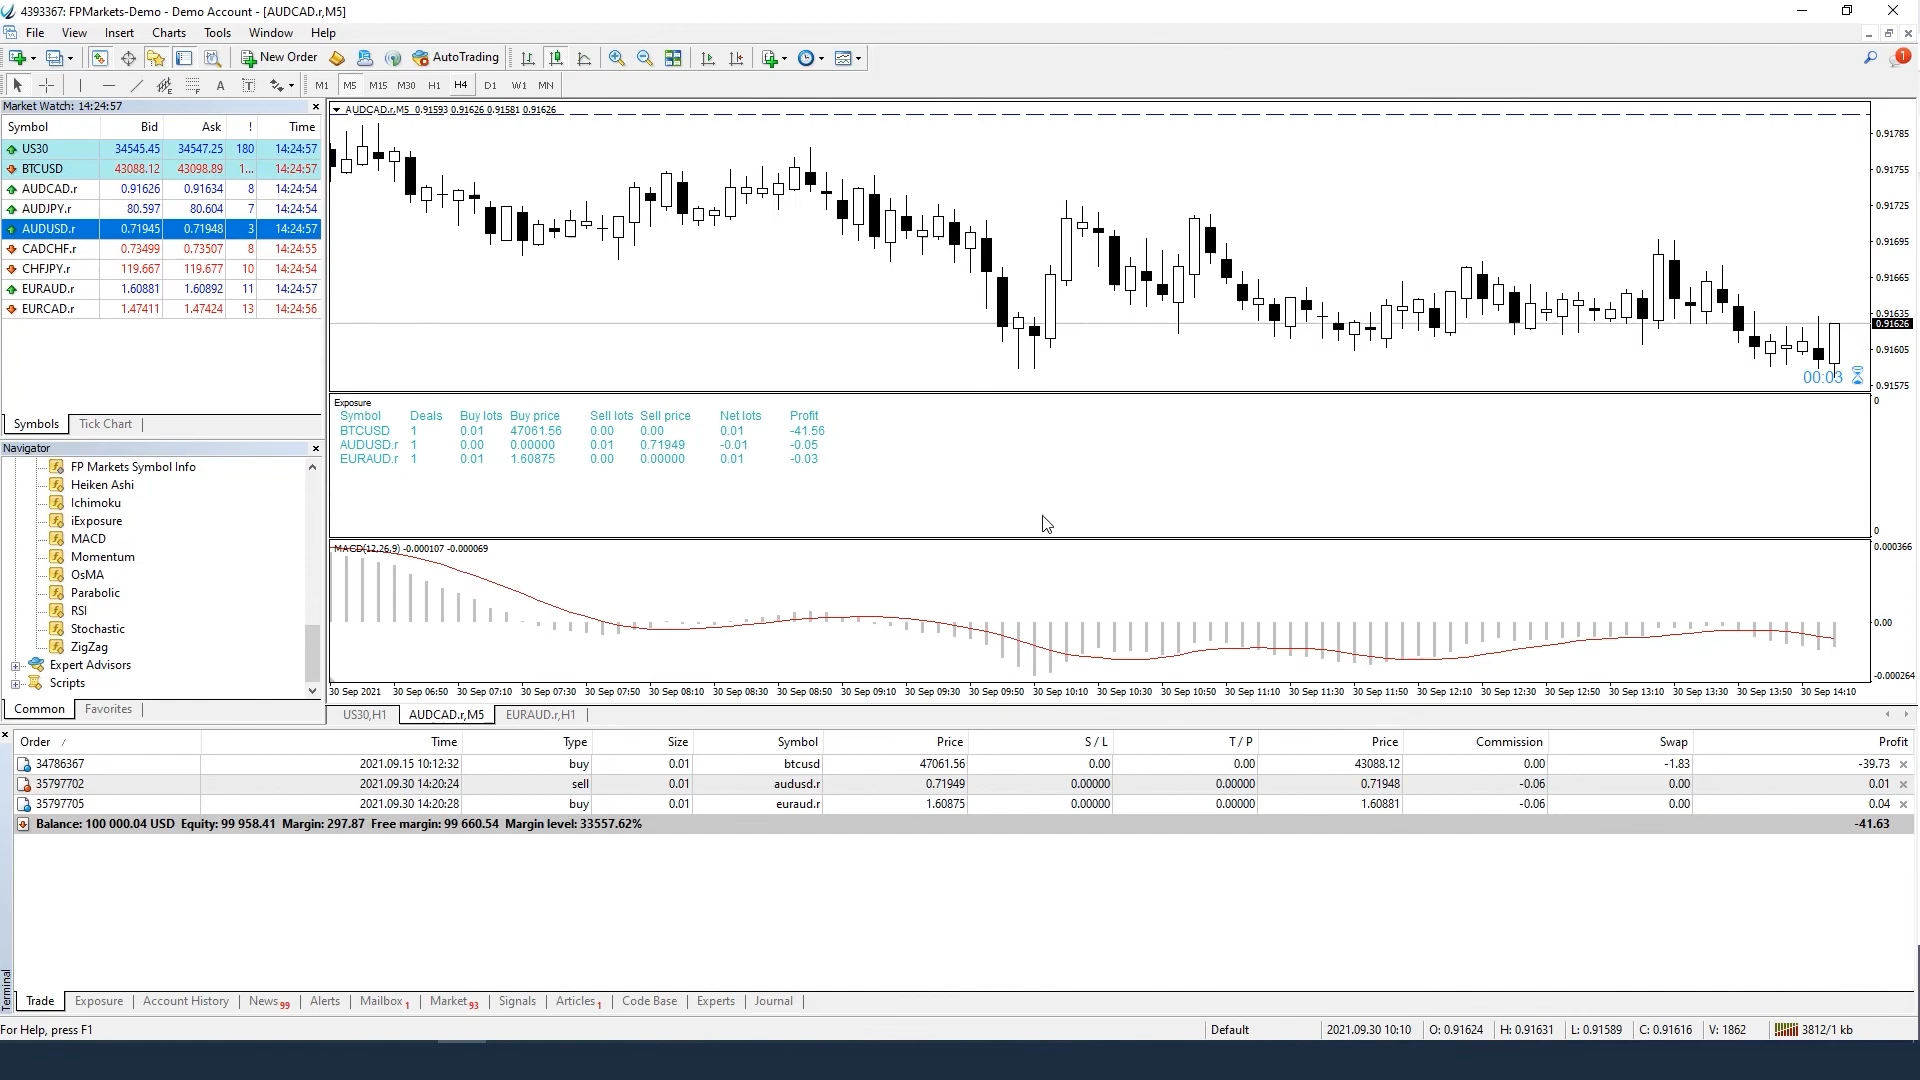 4393367: FPMarkets-Demo - Demo Account - [AUDCAD.r,M5]
File View Insert Charts Tools Window Help
New Order AutoTrading 1
A T M1 M5 M15 M30 H1 H4 D1 W1 MN
Market Watch: 14:24:57
Symbol Bid Ask ! Time
US30 34545.45 34547.25 180 14:24:57
BTCUSD 43088.12 43098.89 1... 14:24:57
AUDCAD.r 0.91626 0.91634 8 14:24:54
AUDJPY.r 80.597 80.604 7 14:24:54
AUDUSD.r 0.71945 0.71948 3 14:24:57
CADCHF.r 0.73499 0.73507 8 14:24:55
CHFJPY.r 119.667 119.677 10 14:24:54
EURAUD.r 1.60881 1.60892 11 14:24:57
EURCAD.r 1.47411 1.47424 13 14:24:56
Symbols Tick Chart
Navigator
FP Markets Symbol Info
Heiken Ashi
Ichimoku
iExposure
MACD
Momentum
OsMA
Parabolic
RSI
Stochastic
ZigZag
Expert Advisors
Scripts
Common Favorites
AUDCAD.r,M5 0.91593 0.91626 0.91581 0.91626
0.91785
0.91755
0.91725
0.91695
0.91665
0.91635
0.91626
0.91605
0.91575
00:03
Exposure
Symbol Deals Buy lots Buy price Sell lots Sell price Net lots Profit
BTCUSD 1 0.01 47061.56 0.00 0.00 0.01 -41.56
AUDUSD.r 1 0.00 0.00000 0.01 0.71949 -0.01 -0.05
EURAUD.r 1 0.01 1.60875 0.00 0.00000 0.01 -0.03
0
0
MACD(12,26,9) -0.000107 -0.000069
0.000366
0.00
-0.000264
30 Sep 2021 30 Sep 06:50 30 Sep 07:10 30 Sep 07:30 30 Sep 07:50 30 Sep 08:10 30 Sep 08:30 30 Sep 08:50 30 Sep 09:10 30 Sep 09:30 30 Sep 09:50 30 Sep 10:10 30 Sep 10:30 30 Sep 10:50 30 Sep 11:10 30 Sep 11:30 30 Sep 11:50 30 Sep 12:10 30 Sep 12:30 30 Sep 12:50 30 Sep 13:10 30 Sep 13:30 30 Sep 13:50 30 Sep 14:10
US30,H1 AUDCAD.r,M5 EURAUD.r,H1
Order / Time Type Size Symbol Price S / L T / P Price Commission Swap Profit
34786367 2021.09.15 10:12:32 buy 0.01 btcusd 47061.56 0.00 0.00 43088.12 0.00 -1.83 -39.73
35797702 2021.09.30 14:20:24 sell 0.01 audusd.r 0.71949 0.00000 0.00000 0.71948 -0.06 0.00 0.01
35797705 2021.09.30 14:20:28 buy 0.01 euraud.r 1.60875 0.00000 0.00000 1.60881 -0.06 0.00 0.04
Balance: 100 000.04 USD Equity: 99 958.41 Margin: 297.87 Free margin: 99 660.54 Margin level: 33557.62% -41.63
Terminal
Trade Exposure Account History News 99 Alerts Mailbox 1 Market 93 Signals Articles 1 Code Base Experts Journal
For Help, press F1 Default 2021.09.30 10:10 O: 0.91624 H: 0.91631 L: 0.91589 C: 0.91616 V: 1862 3812/1 kb